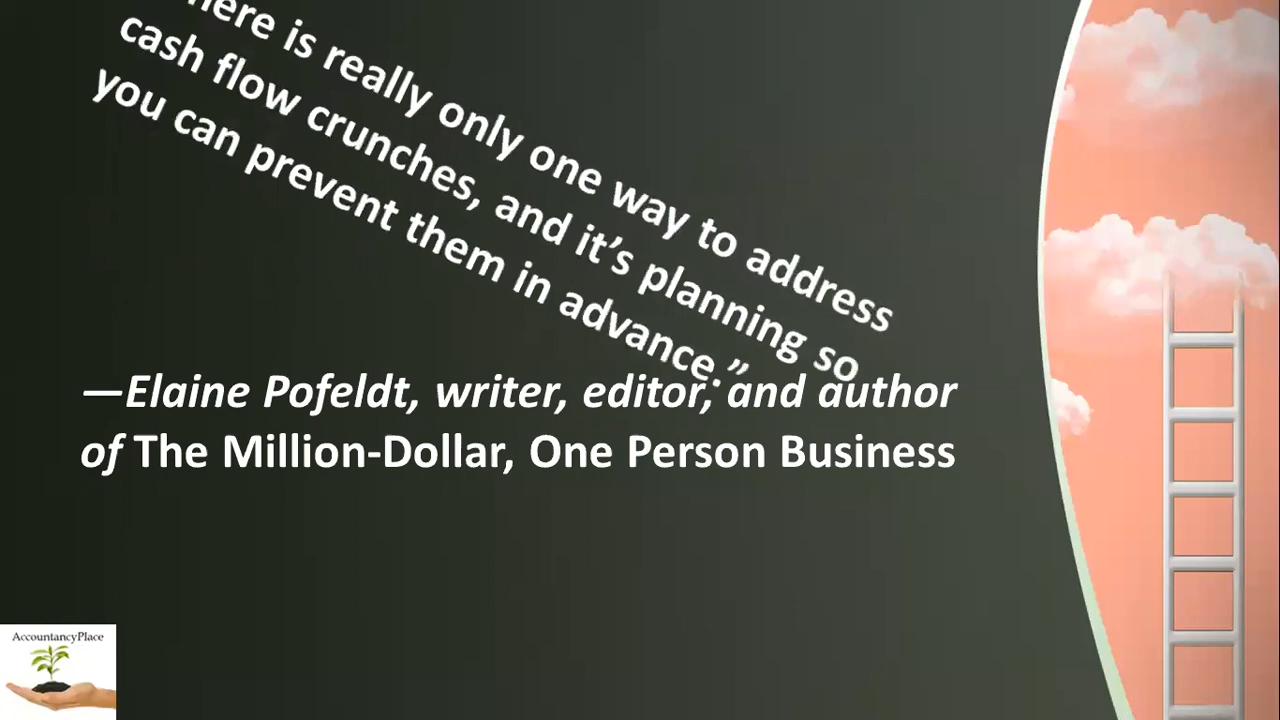 here is really only one way to address
cash flow crunches, and it’s planning so
you can prevent them in advance.”
—Elaine Pofeldt, writer, editor, and author
of The Million-Dollar, One Person Business
AccountancyPlace